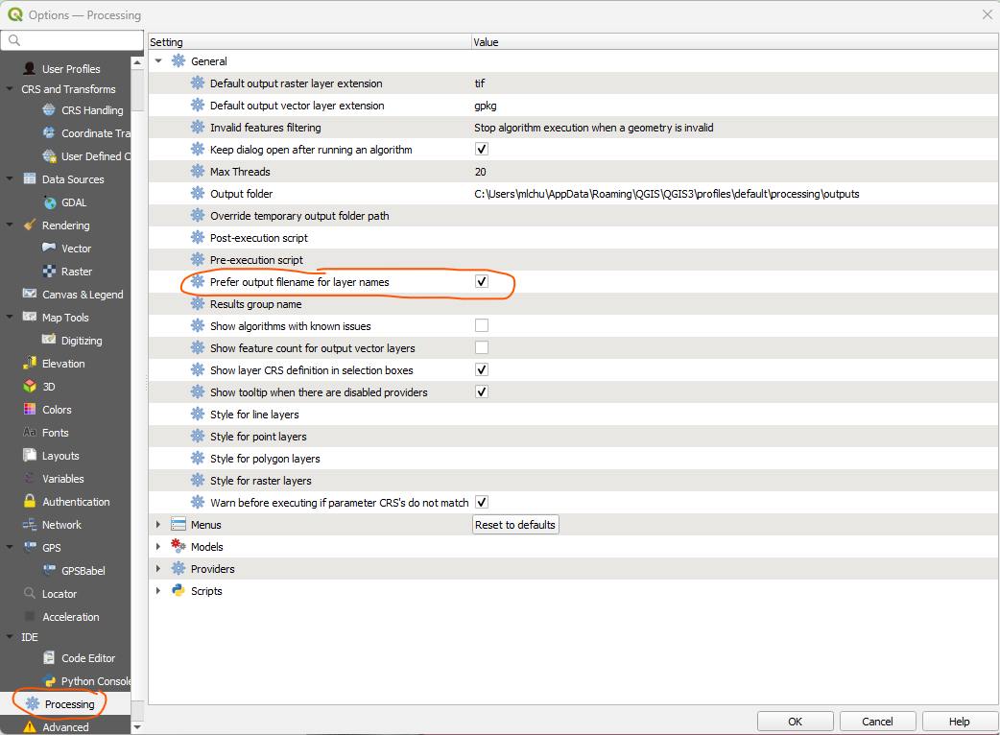 Options — Processing
Setting Value
User Profiles
CRS and Transforms
CRS Handling
Coordinate Tra
User Defined C
Data Sources
GDAL
Rendering
Vector
Raster
Canvas & Legend
Map Tools
Digitizing
Elevation
3D
Colors
Fonts
Layouts
Variables
Authentication
Network
GPS
GPSBabel
Locator
Acceleration
IDE
Code Editor
Python Console
Processing
Advanced
General
Default output raster layer extension tif
Default output vector layer extension gpkg
Invalid features filtering Stop algorithm execution when a geometry is invalid
Keep dialog open after running an algorithm
Max Threads 20
Output folder C:\Users\mlchu\AppData\Roaming\QGIS\QGIS3\profiles\default\processing\outputs
Override temporary output folder path
Post-execution script
Pre-execution script
Prefer output filename for layer names
Results group name
Show algorithms with known issues
Show feature count for output vector layers
Show layer CRS definition in selection boxes
Show tooltip when there are disabled providers
Style for line layers
Style for point layers
Style for polygon layers
Style for raster layers
Warn before executing if parameter CRS's do not match
Menus Reset to defaults
Models
Providers
Scripts
OK Cancel Help